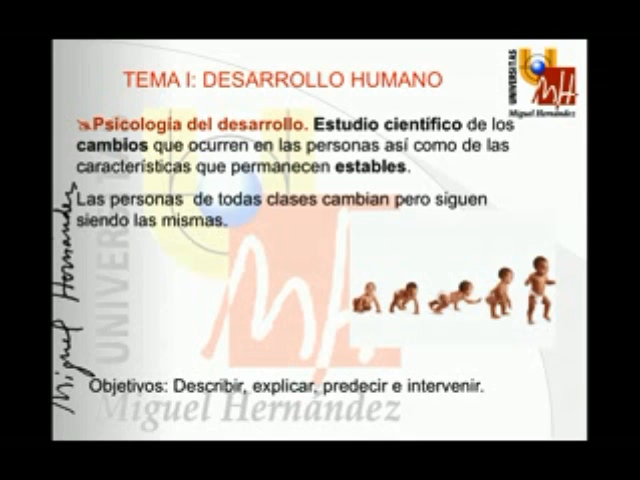 TEMA I: DESARROLLO HUMANO
UNIVERSITAS
Miguel Hernández
Psicología del desarrollo. Estudio científico de los
cambios que ocurren en las personas así como de las
características que permanecen estables.
Las personas de todas clases cambian pero siguen
siendo las mismas.
Miguel Hernandez
UNIVERSITAS
Objetivos: Describir, explicar, predecir e intervenir.
Miguel Hernández